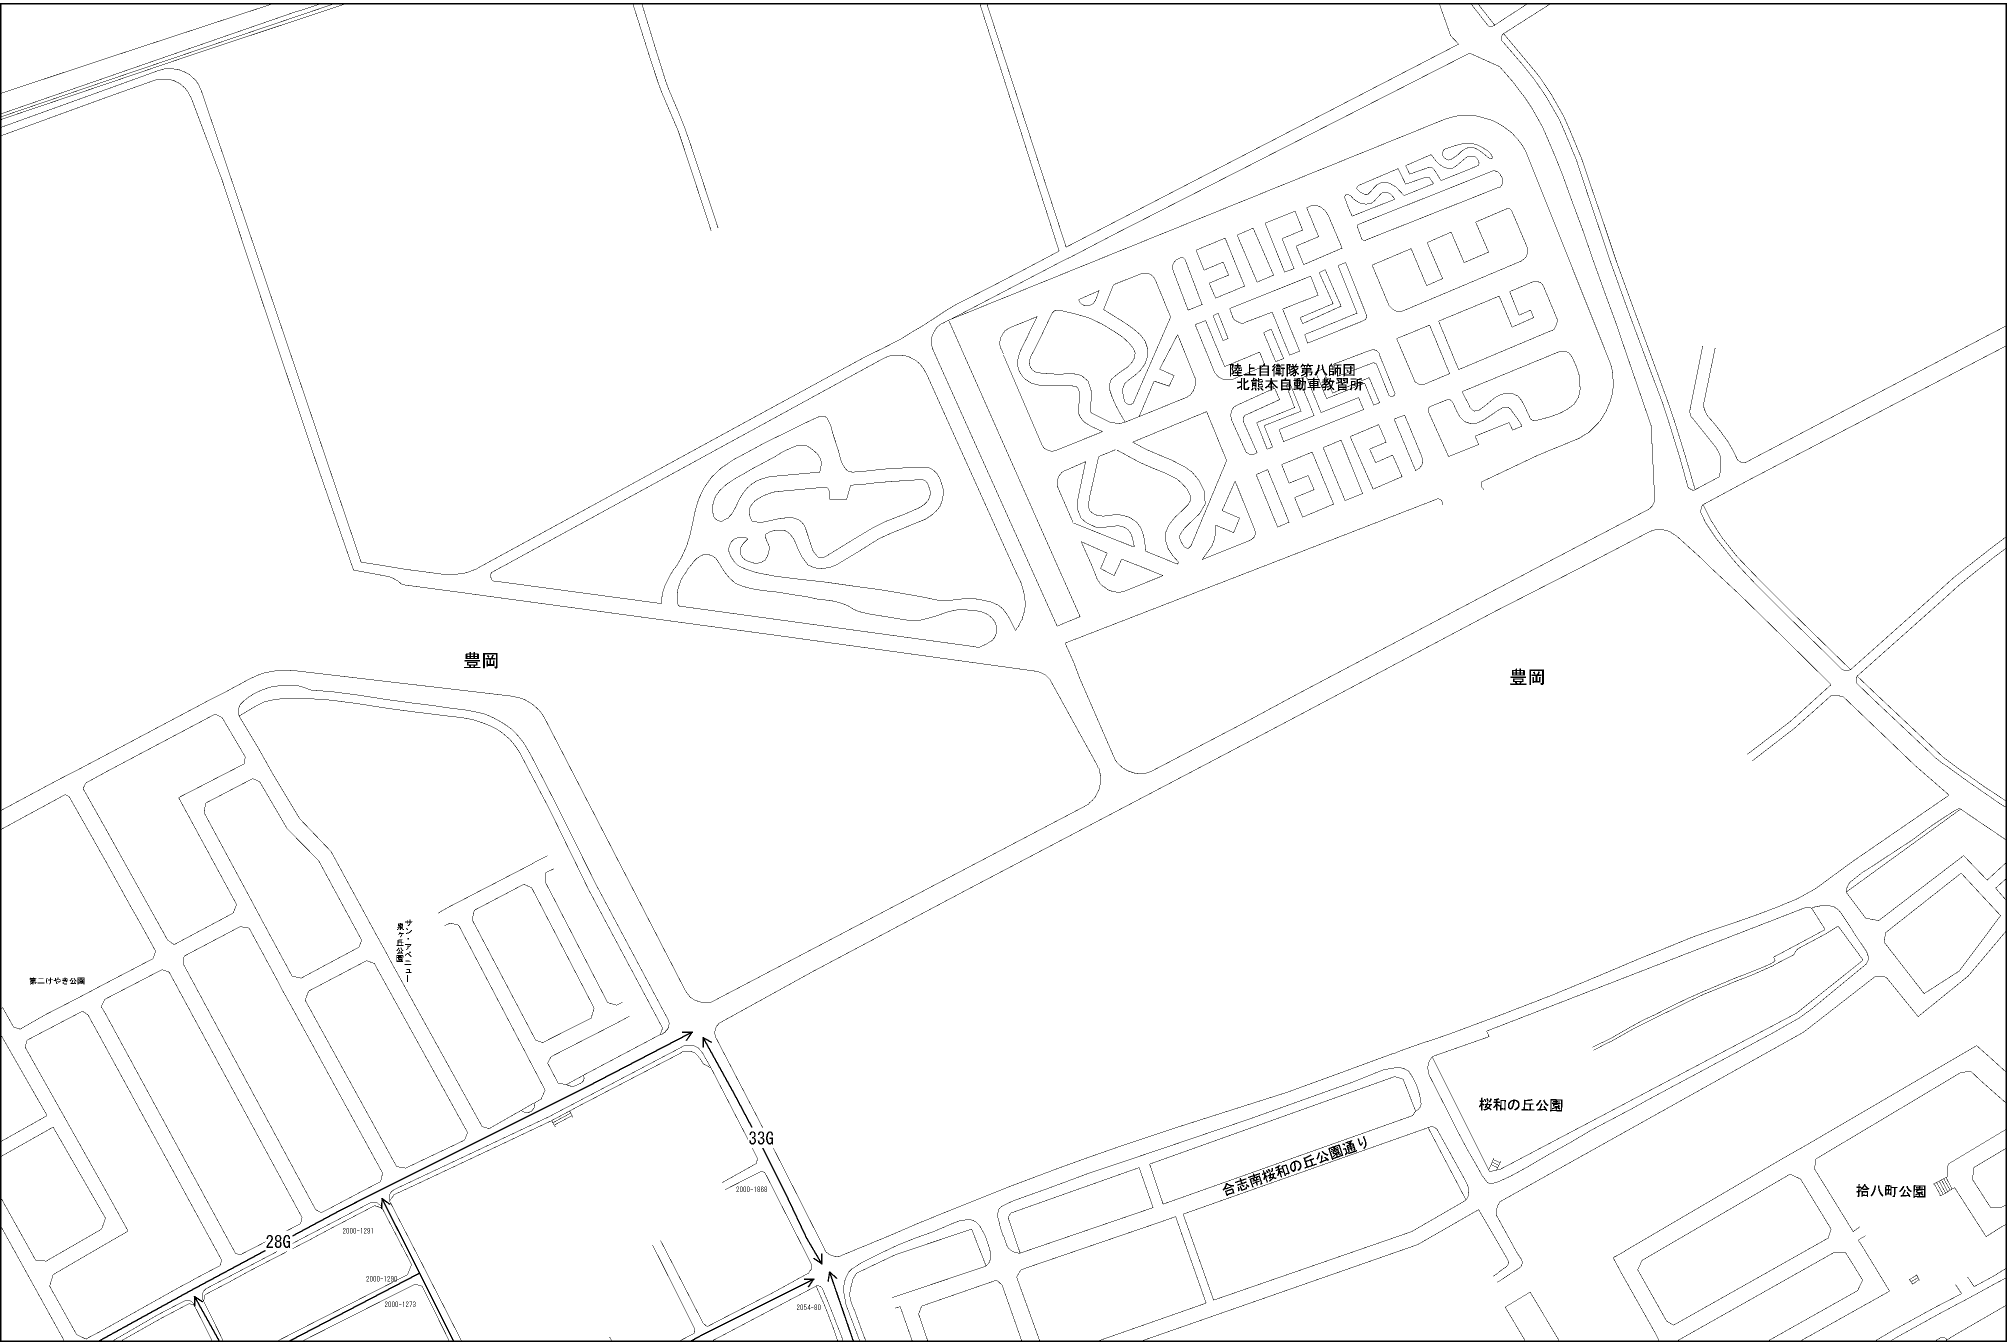 陸上自衛隊第八師団
北熊本自動車教習所
豊岡
豊岡
サン・アベニュー
泉ヶ丘公園
第二けやき公園
桜和の丘公園
33G
合志南桜和の丘公園通り
2000-1868
拾八町公園
2000-1291
28G
2000-1290
2000-1273
2054-80